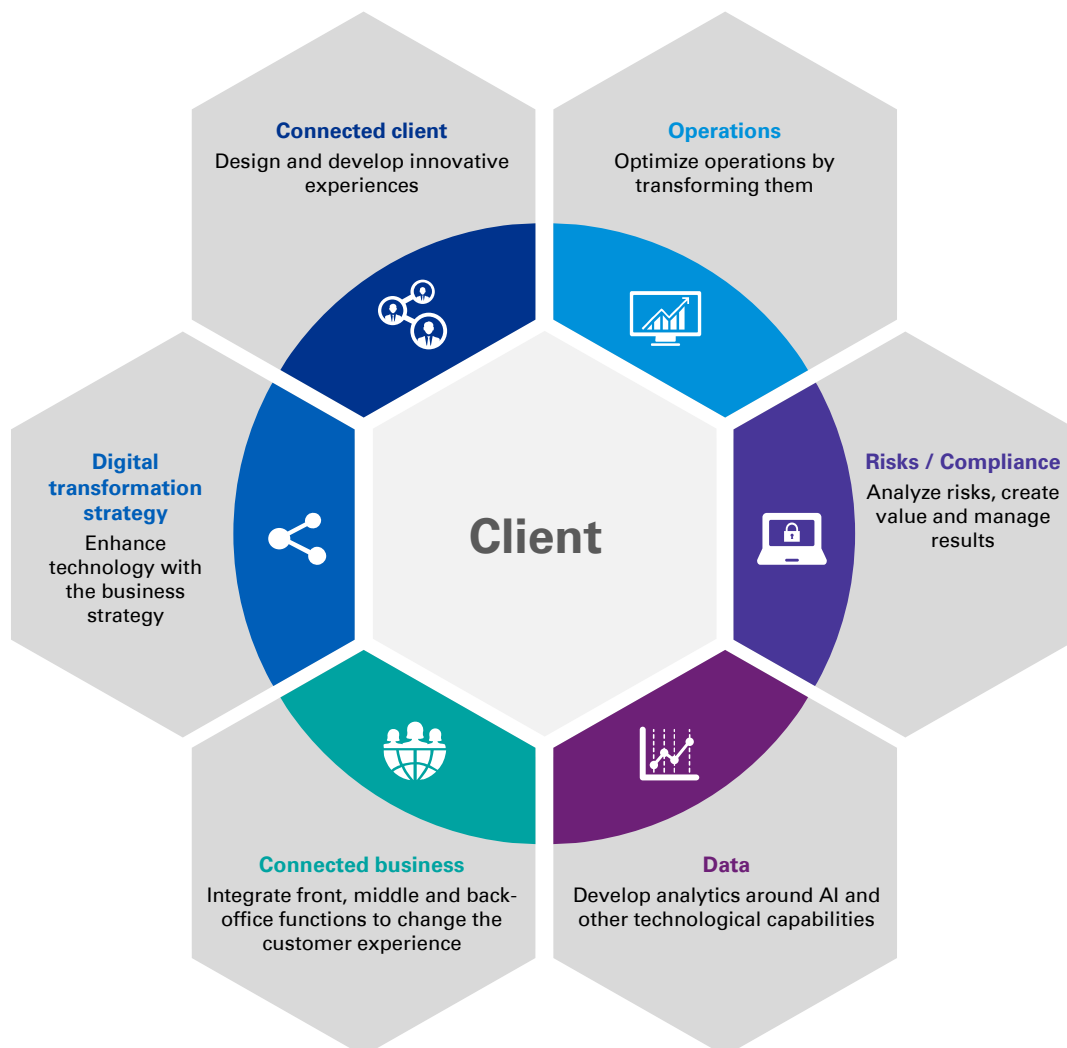 Connected client
Design and develop innovative
experiences
Operations
Optimize operations by
transforming them
Digital
transformation
strategy
Enhance
technology with
the business
strategy
Client
Risks / Compliance
Analyze risks, create
value and manage
results
Connected business
Integrate front, middle and back-
office functions to change the
customer experience
Data
Develop analytics around AI and
other technological capabilities